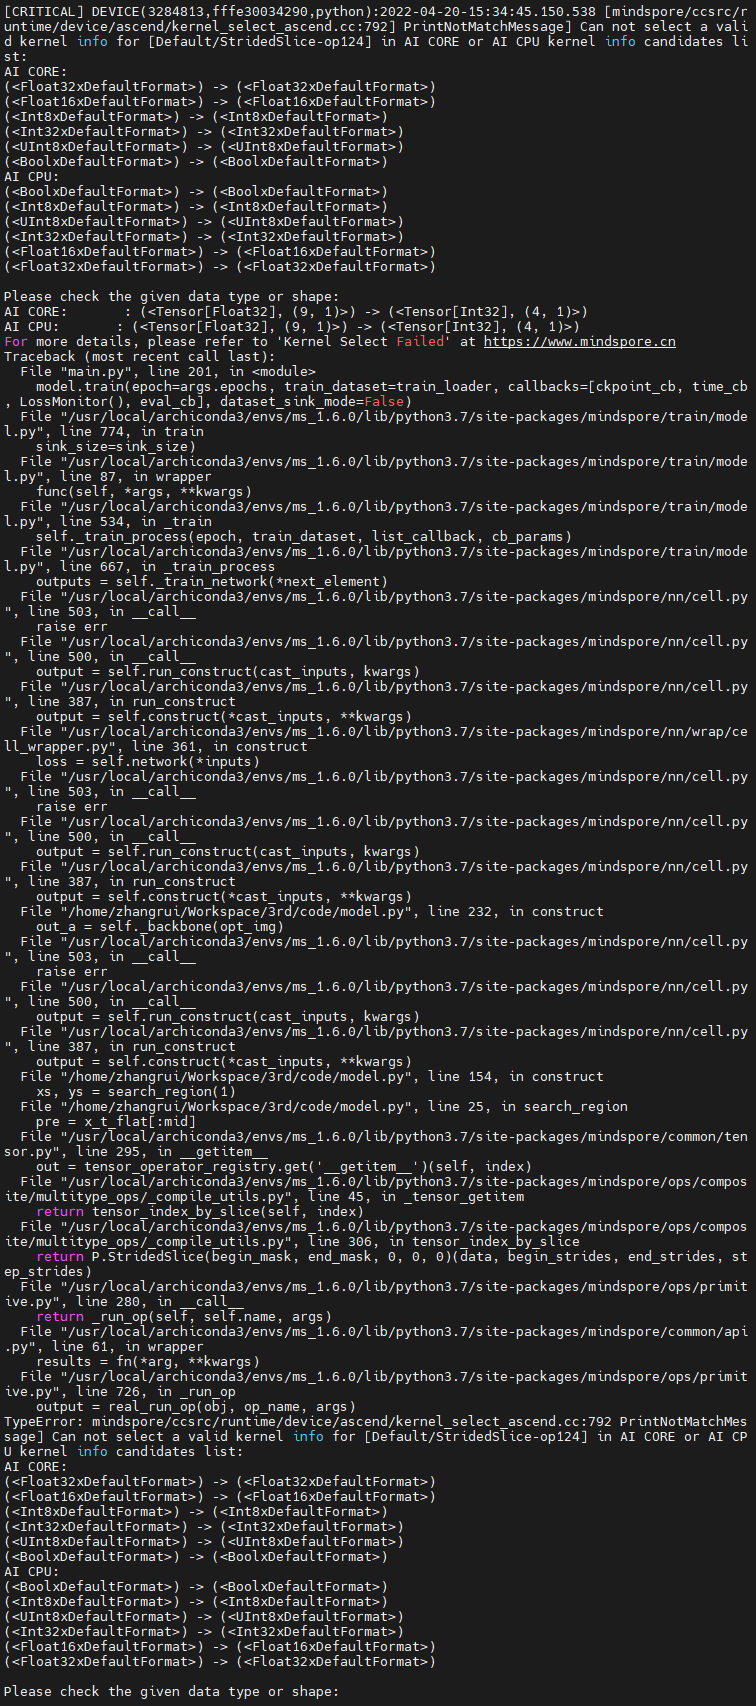 [CRITICAL] DEVICE(3284813,fffe30034290,python):2022-04-20-15:34:45.150.538 [mindspore/ccsrc/r
untime/device/ascend/kernel_select_ascend.cc:792] PrintNotMatchMessage] Can not select a vali
d kernel info for [Default/StridedSlice-op124] in AI CORE or AI CPU kernel info candidates li
st:
AI CORE:
(<Float32xDefaultFormat>) -> (<Float32xDefaultFormat>)
(<Float16xDefaultFormat>) -> (<Float16xDefaultFormat>)
(<Int8xDefaultFormat>) -> (<Int8xDefaultFormat>)
(<Int32xDefaultFormat>) -> (<Int32xDefaultFormat>)
(<UInt8xDefaultFormat>) -> (<UInt8xDefaultFormat>)
(<BoolxDefaultFormat>) -> (<BoolxDefaultFormat>)
AI CPU:
(<BoolxDefaultFormat>) -> (<BoolxDefaultFormat>)
(<Int8xDefaultFormat>) -> (<Int8xDefaultFormat>)
(<UInt8xDefaultFormat>) -> (<UInt8xDefaultFormat>)
(<Int32xDefaultFormat>) -> (<Int32xDefaultFormat>)
(<Float16xDefaultFormat>) -> (<Float16xDefaultFormat>)
(<Float32xDefaultFormat>) -> (<Float32xDefaultFormat>)

Please check the given data type or shape:
AI CORE:       : (<Tensor[Float32], (9, 1)>) -> (<Tensor[Int32], (4, 1)>)
AI CPU:       : (<Tensor[Float32], (9, 1)>) -> (<Tensor[Int32], (4, 1)>)
For more details, please refer to 'Kernel Select Failed' at https://www.mindspore.cn
Traceback (most recent call last):
  File "main.py", line 201, in <module>
    model.train(epoch=args.epochs, train_dataset=train_loader, callbacks=[ckpoint_cb, time_cb
, LossMonitor(), eval_cb], dataset_sink_mode=False)
  File "/usr/local/archiconda3/envs/ms_1.6.0/lib/python3.7/site-packages/mindspore/train/mode
l.py", line 774, in train
    sink_size=sink_size)
  File "/usr/local/archiconda3/envs/ms_1.6.0/lib/python3.7/site-packages/mindspore/train/mode
l.py", line 87, in wrapper
    func(self, *args, **kwargs)
  File "/usr/local/archiconda3/envs/ms_1.6.0/lib/python3.7/site-packages/mindspore/train/mode
l.py", line 534, in _train
    self._train_process(epoch, train_dataset, list_callback, cb_params)
  File "/usr/local/archiconda3/envs/ms_1.6.0/lib/python3.7/site-packages/mindspore/train/mode
l.py", line 667, in _train_process
    outputs = self._train_network(*next_element)
  File "/usr/local/archiconda3/envs/ms_1.6.0/lib/python3.7/site-packages/mindspore/nn/cell.py
", line 503, in __call__
    raise err
  File "/usr/local/archiconda3/envs/ms_1.6.0/lib/python3.7/site-packages/mindspore/nn/cell.py
", line 500, in __call__
    output = self.run_construct(cast_inputs, kwargs)
  File "/usr/local/archiconda3/envs/ms_1.6.0/lib/python3.7/site-packages/mindspore/nn/cell.py
", line 387, in run_construct
    output = self.construct(*cast_inputs, **kwargs)
  File "/usr/local/archiconda3/envs/ms_1.6.0/lib/python3.7/site-packages/mindspore/nn/wrap/ce
ll_wrapper.py", line 361, in construct
    loss = self.network(*inputs)
  File "/usr/local/archiconda3/envs/ms_1.6.0/lib/python3.7/site-packages/mindspore/nn/cell.py
", line 503, in __call__
    raise err
  File "/usr/local/archiconda3/envs/ms_1.6.0/lib/python3.7/site-packages/mindspore/nn/cell.py
", line 500, in __call__
    output = self.run_construct(cast_inputs, kwargs)
  File "/usr/local/archiconda3/envs/ms_1.6.0/lib/python3.7/site-packages/mindspore/nn/cell.py
", line 387, in run_construct
    output = self.construct(*cast_inputs, **kwargs)
  File "/home/zhangrui/Workspace/3rd/code/model.py", line 232, in construct
    out_a = self._backbone(opt_img)
  File "/usr/local/archiconda3/envs/ms_1.6.0/lib/python3.7/site-packages/mindspore/nn/cell.py
", line 503, in __call__
    raise err
  File "/usr/local/archiconda3/envs/ms_1.6.0/lib/python3.7/site-packages/mindspore/nn/cell.py
", line 500, in __call__
    output = self.run_construct(cast_inputs, kwargs)
  File "/usr/local/archiconda3/envs/ms_1.6.0/lib/python3.7/site-packages/mindspore/nn/cell.py
", line 387, in run_construct
    output = self.construct(*cast_inputs, **kwargs)
  File "/home/zhangrui/Workspace/3rd/code/model.py", line 154, in construct
    xs, ys = search_region(1)
  File "/home/zhangrui/Workspace/3rd/code/model.py", line 25, in search_region
    pre = x_t_flat[:mid]
  File "/usr/local/archiconda3/envs/ms_1.6.0/lib/python3.7/site-packages/mindspore/common/ten
sor.py", line 295, in __getitem__
    out = tensor_operator_registry.get('__getitem__')(self, index)
  File "/usr/local/archiconda3/envs/ms_1.6.0/lib/python3.7/site-packages/mindspore/ops/compos
ite/multitype_ops/_compile_utils.py", line 45, in _tensor_getitem
    return tensor_index_by_slice(self, index)
  File "/usr/local/archiconda3/envs/ms_1.6.0/lib/python3.7/site-packages/mindspore/ops/compos
ite/multitype_ops/_compile_utils.py", line 306, in tensor_index_by_slice
    return P.StridedSlice(begin_mask, end_mask, 0, 0, 0)(data, begin_strides, end_strides, st
ep_strides)
  File "/usr/local/archiconda3/envs/ms_1.6.0/lib/python3.7/site-packages/mindspore/ops/primit
ive.py", line 280, in __call__
    return _run_op(self, self.name, args)
  File "/usr/local/archiconda3/envs/ms_1.6.0/lib/python3.7/site-packages/mindspore/common/api
.py", line 61, in wrapper
    results = fn(*arg, **kwargs)
  File "/usr/local/archiconda3/envs/ms_1.6.0/lib/python3.7/site-packages/mindspore/ops/primit
ive.py", line 726, in _run_op
    output = real_run_op(obj, op_name, args)
TypeError: mindspore/ccsrc/runtime/device/ascend/kernel_select_ascend.cc:792 PrintNotMatchMes
sage] Can not select a valid kernel info for [Default/StridedSlice-op124] in AI CORE or AI CP
U kernel info candidates list:
AI CORE:
(<Float32xDefaultFormat>) -> (<Float32xDefaultFormat>)
(<Float16xDefaultFormat>) -> (<Float16xDefaultFormat>)
(<Int8xDefaultFormat>) -> (<Int8xDefaultFormat>)
(<Int32xDefaultFormat>) -> (<Int32xDefaultFormat>)
(<UInt8xDefaultFormat>) -> (<UInt8xDefaultFormat>)
(<BoolxDefaultFormat>) -> (<BoolxDefaultFormat>)
AI CPU:
(<BoolxDefaultFormat>) -> (<BoolxDefaultFormat>)
(<Int8xDefaultFormat>) -> (<Int8xDefaultFormat>)
(<UInt8xDefaultFormat>) -> (<UInt8xDefaultFormat>)
(<Int32xDefaultFormat>) -> (<Int32xDefaultFormat>)
(<Float16xDefaultFormat>) -> (<Float16xDefaultFormat>)
(<Float32xDefaultFormat>) -> (<Float32xDefaultFormat>)

Please check the given data type or shape: